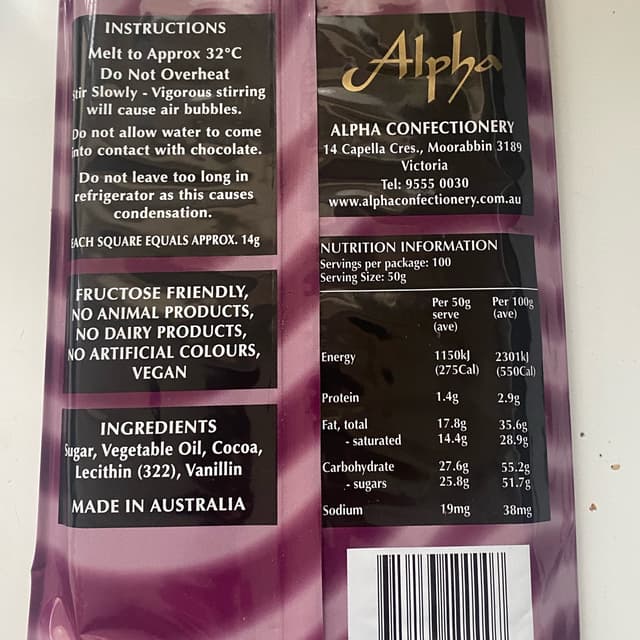 INSTRUCTIONS
Melt to Approx 32°C
Do Not Overheat
Slowly - Vigorous stirring
will cause air bubbles.
Do not allow water to come
into contact with chocolate.
Do not leave too long in
refrigerator as this causes
condensation.
EACH SQUARE EQUALS APPROX. 14g
FRUCTOSE FRIENDLY,
NO ANIMAL PRODUCTS,
NO DAIRY PRODUCTS,
NO ARTIFICIAL COLOURS,
VEGAN
INGREDIENTS
Sugar, Vegetable Oil, Cocoa,
Lecithin (322), Vanillin
MADE IN AUSTRALIA
Alpha
ALPHA CONFECTIONERY
14 Capella Cres., Moorabbin 3189
Victoria
Tel: 9555 0030
www.alphaconfectionery.com.au
NUTRITION INFORMATION
Servings per package: 100
Serving Size: 50g
Per 50g Per 100g
serve (ave)
(ave)
Energy 1150kJ 2301kJ
(275Cal) (550Cal)
Protein 1.4g 2.9g
Fat, total 17.8g 35.6g
- saturated 14.4g 28.9g
Carbohydrate 27.6g 55.2g
- sugars 25.8g 51.7g
Sodium 19mg 38mg